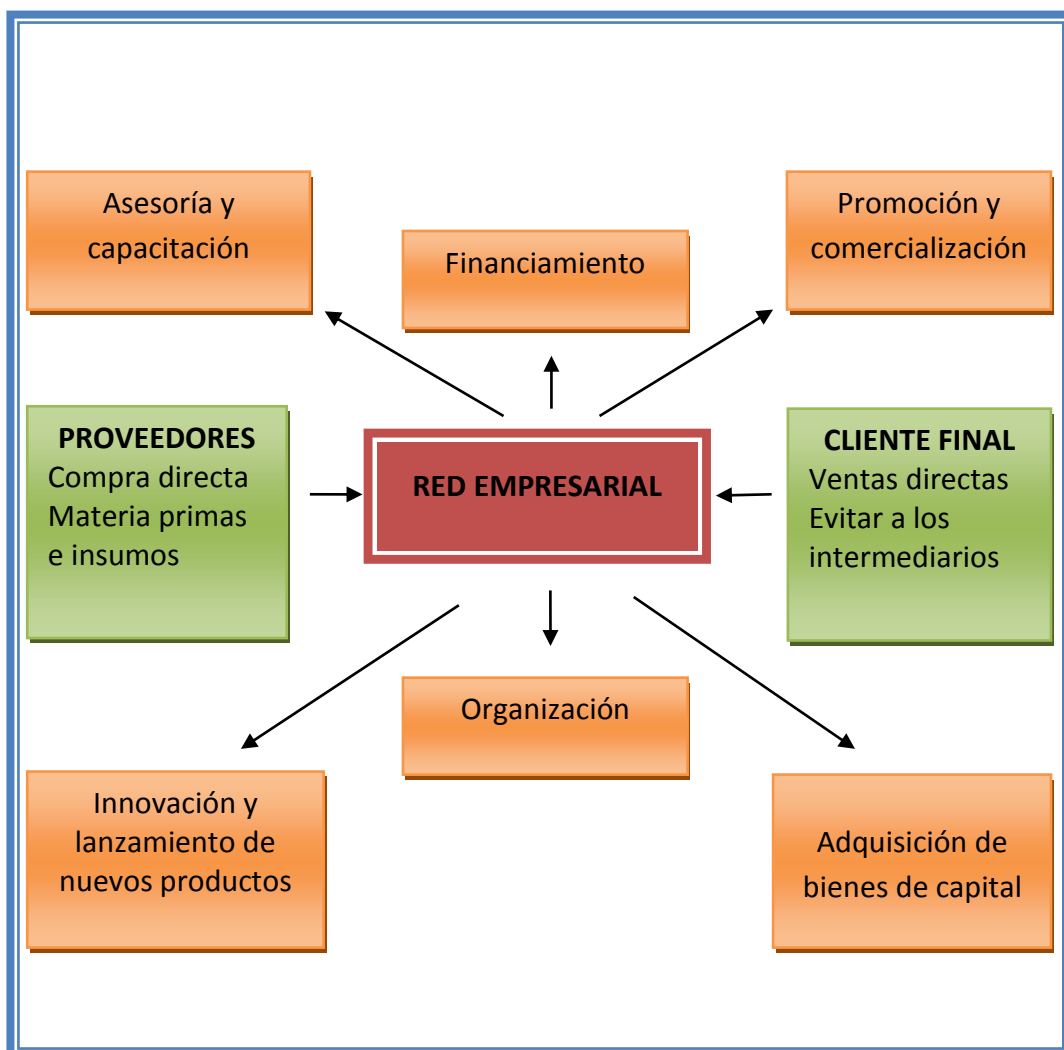 Asesoría y
capacitación
Financiamiento
Promoción y
comercialización
PROVEEDORES
Compra directa
Materia primas
e insumos
RED EMPRESARIAL
CLIENTE FINAL
Ventas directas
Evitar a los
intermediarios
Innovación y
lanzamiento de
nuevos productos
Organización
Adquisición de
bienes de capital